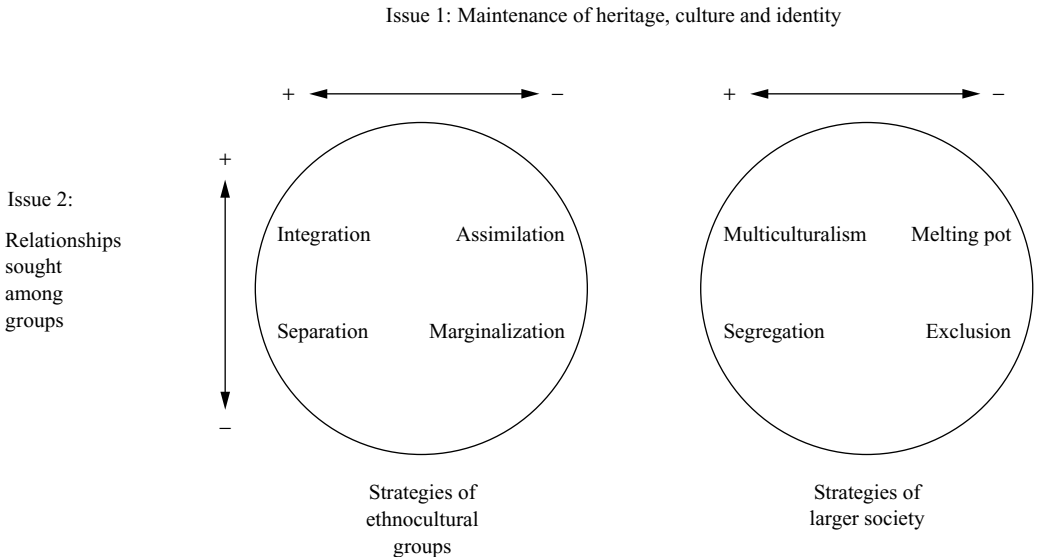 Issue 1: Maintenance of heritage, culture and identity
+ − + −
+
Issue 2:
Relationships
sought
among
groups
−
Integration Assimilation
Separation Marginalization
Multiculturalism Melting pot
Segregation Exclusion
Strategies of
ethnocultural
groups
Strategies of
larger society